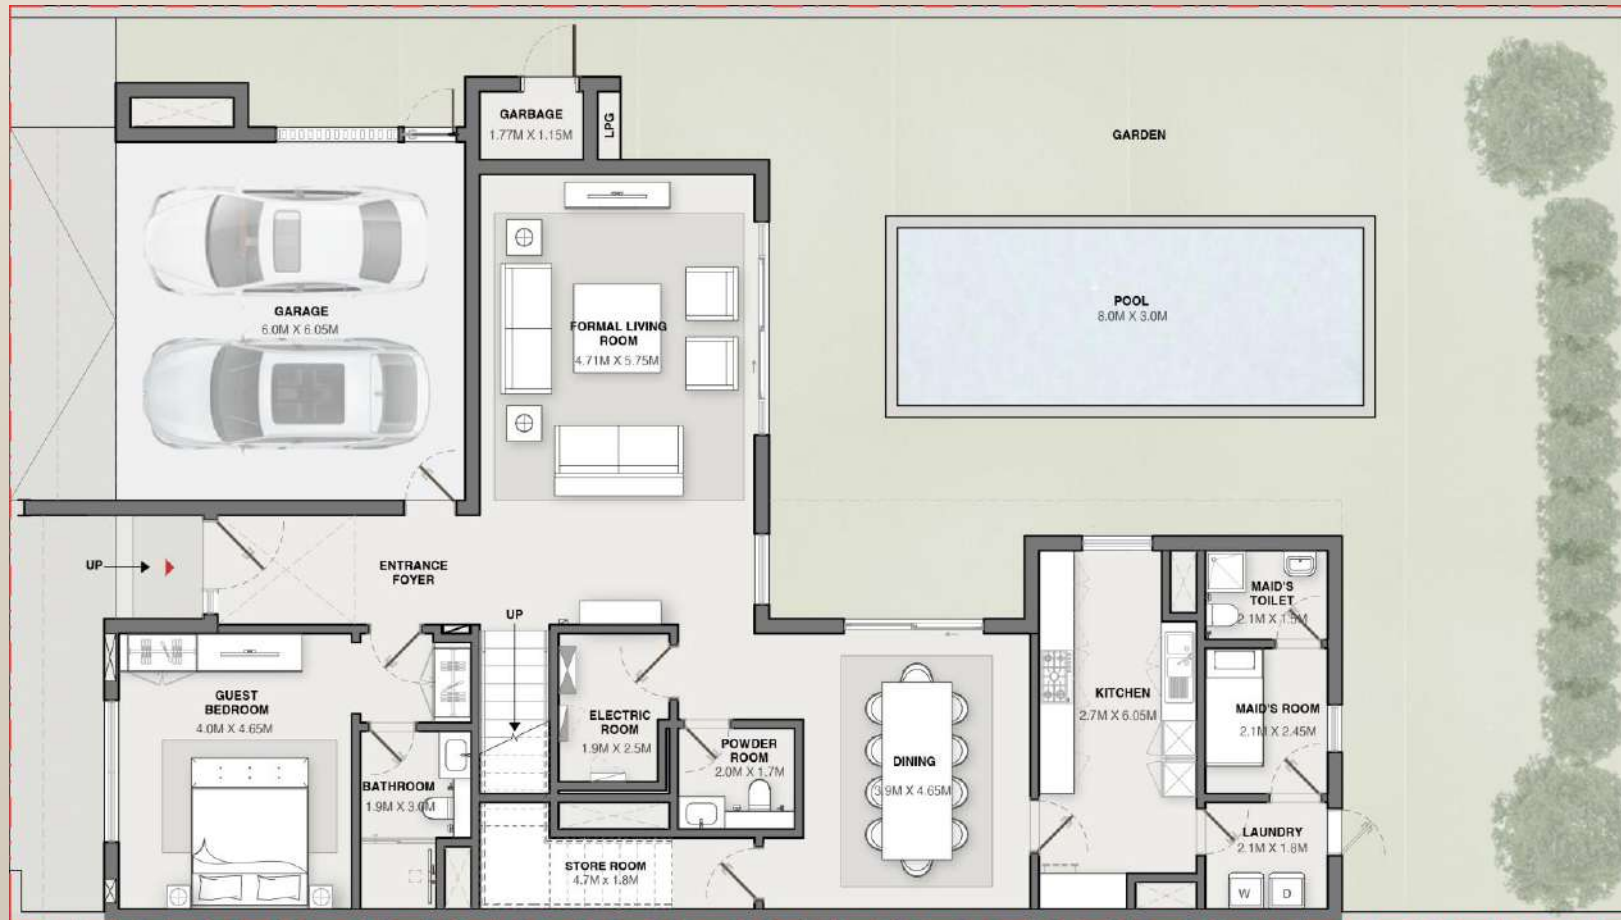 GARBAGE
1.77M X 1.15M
LPG
GARDEN
GARAGE
6.0M X 6.05M
FORMAL LIVING
ROOM
4.71M X 5.75M
POOL
8.0M X 3.0M
UP
ENTRANCE
FOYER
UP
MAID'S
TOILET
2.1M X 1.5M
GUEST
BEDROOM
4.0M X 4.65M
ELECTRIC
ROOM
1.9M X 2.5M
KITCHEN
2.7M X 6.05M
MAID'S ROOM
2.1M X 2.45M
POWDER
ROOM
2.0M X 1.7M
DINING
3.9M X 4.65M
BATHROOM
1.9M X 3.0M
LAUNDRY
2.1M X 1.8M
STORE ROOM
4.7M x 1.8M
W
D